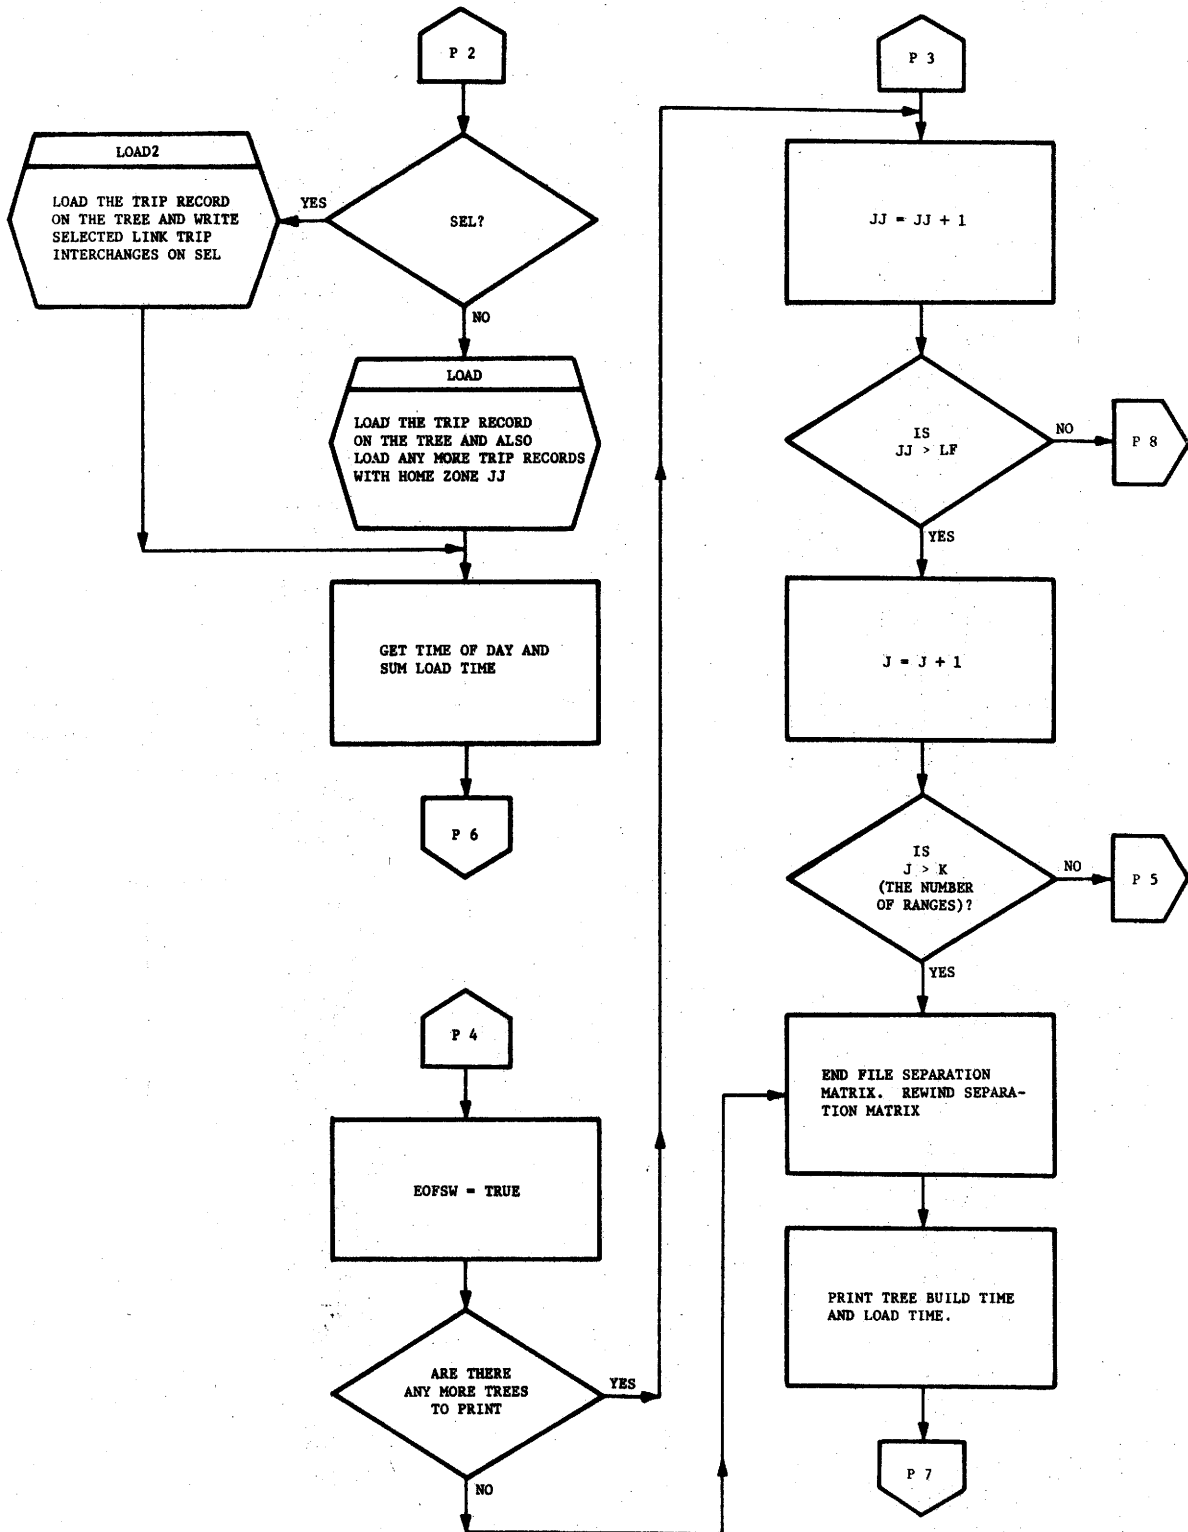 P 2
SEL?
YES
NO
LOAD2
LOAD THE TRIP RECORD
ON THE TREE AND WRITE
SELECTED LINK TRIP
INTERCHANGES ON SEL
LOAD
LOAD THE TRIP RECORD
ON THE TREE AND ALSO
LOAD ANY MORE TRIP RECORDS
WITH HOME ZONE JJ
GET TIME OF DAY AND
SUM LOAD TIME
P 6
P 4
EOFSW = TRUE
ARE THERE
ANY MORE TREES
TO PRINT
YES
NO
P 3
JJ = JJ + 1
IS
JJ > LF
NO
P 8
YES
J = J + 1
IS
J > K
(THE NUMBER
OF RANGES)?
NO
P 5
YES
END FILE SEPARATION
MATRIX. REWIND SEPARA-
TION MATRIX
PRINT TREE BUILD TIME
AND LOAD TIME.
P 7